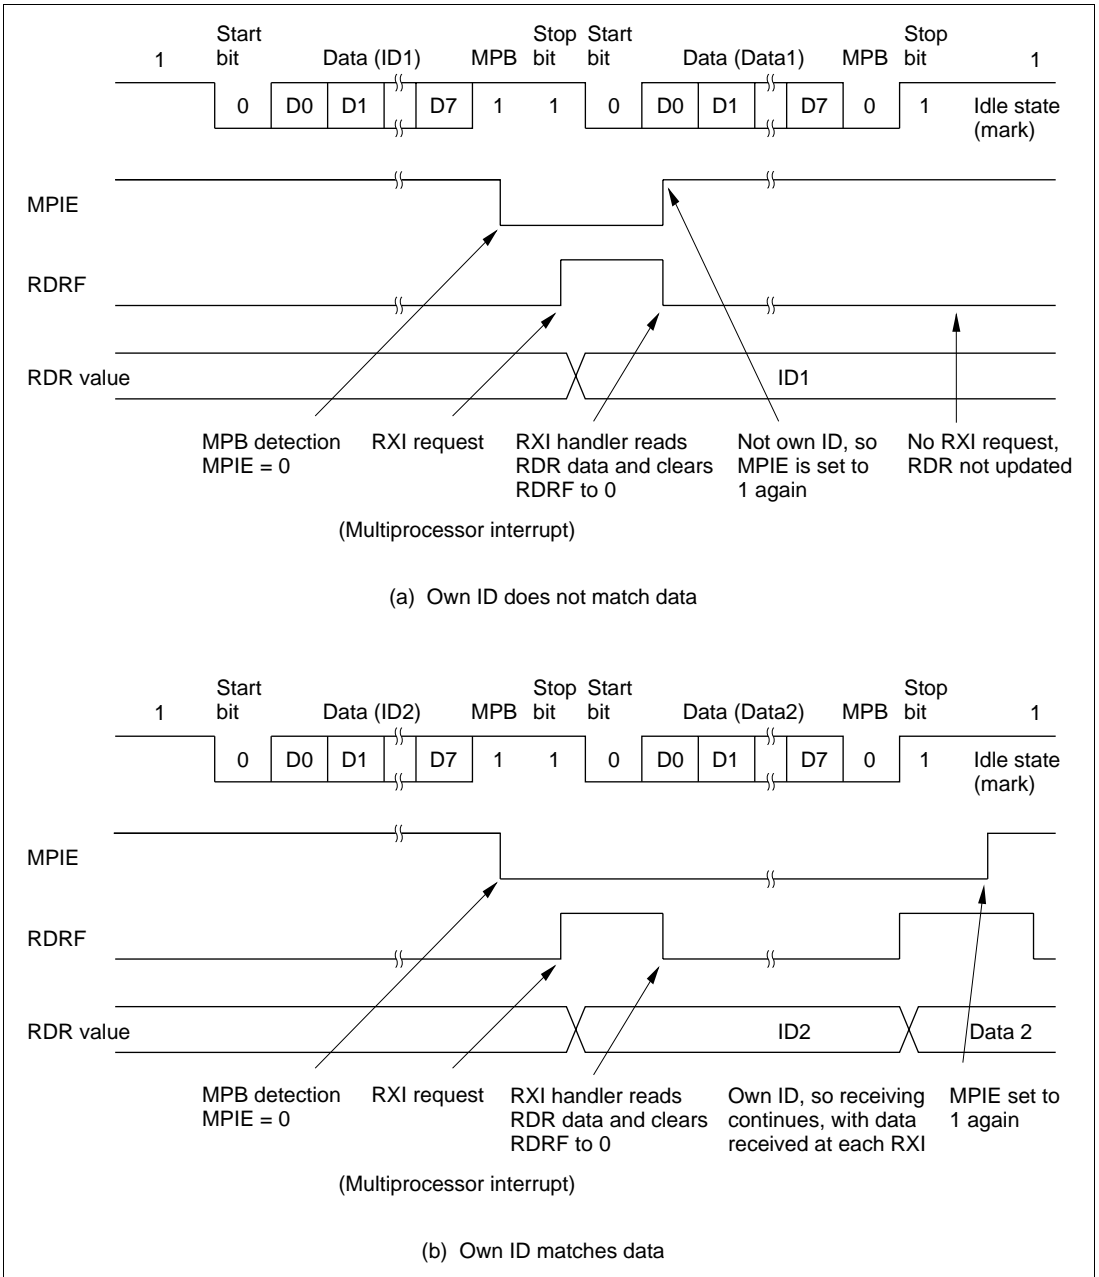 Start Stop Start Stop
1 bit Data (ID1) MPB bit bit Data (Data1) MPB bit 1
0 D0 D1 D7 1 1 0 D0 D1 D7 0 1 Idle state
(mark)
MPIE
RDRF
RDR value ID1
MPB detection RXI request RXI handler reads Not own ID, so No RXI request,
MPIE = 0 RDR data and clears MPIE is set to RDR not updated
RDRF to 0 1 again
(Multiprocessor interrupt)
(a) Own ID does not match data
Start Stop Start Stop
1 bit Data (ID2) MPB bit bit Data (Data2) MPB bit 1
0 D0 D1 D7 1 1 0 D0 D1 D7 0 1 Idle state
(mark)
MPIE
RDRF
RDR value ID2 Data 2
MPB detection RXI request RXI handler reads Own ID, so receiving MPIE set to
MPIE = 0 RDR data and clears continues, with data 1 again
RDRF to 0 received at each RXI
(Multiprocessor interrupt)
(b) Own ID matches data